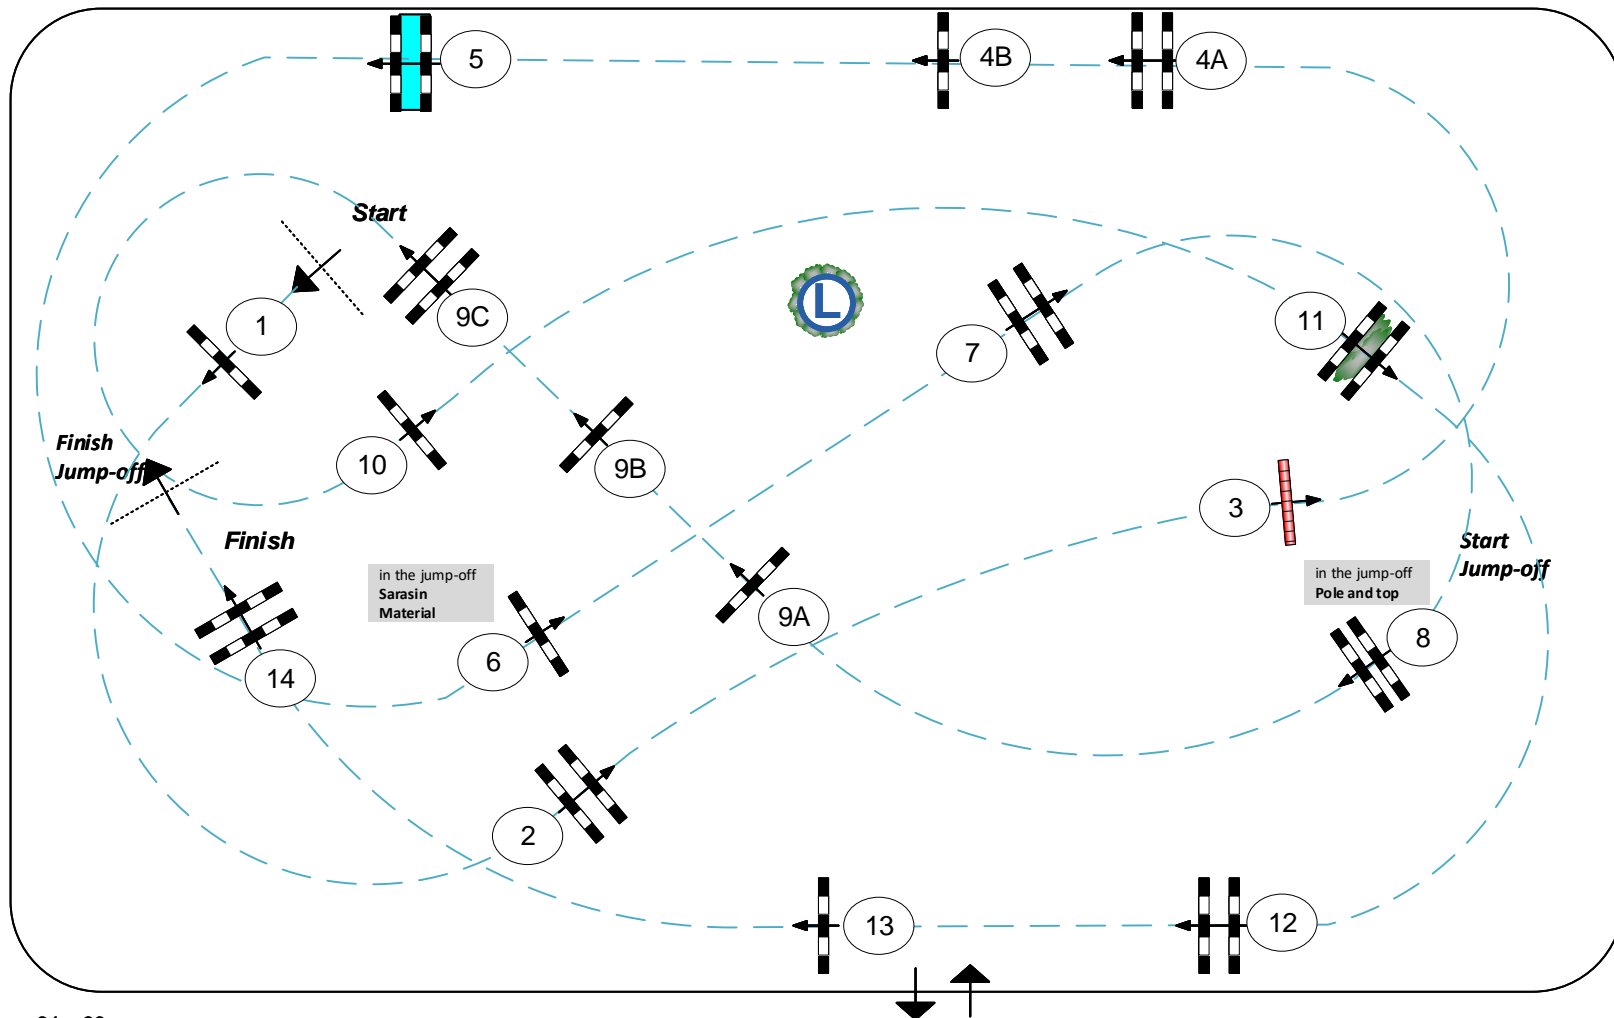 5
4B
4A
Start
1
9C
L
7
11
Finish
Jump-off
10
9B
3
Finish
in the jump-off
Sarasin
Material
9A
6
14
Start
Jump-off
in the jump-off
Pole and top
8
2
13
12